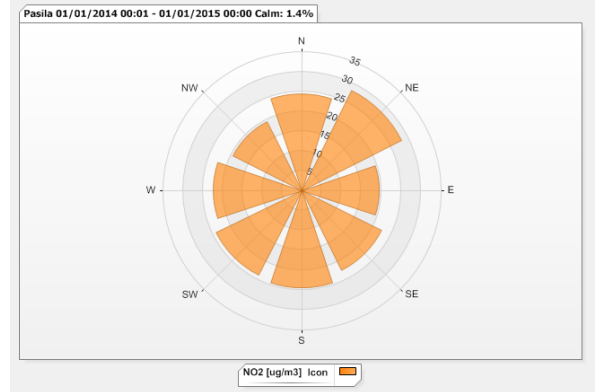 Pasila 01/01/2014 00:01 - 01/01/2015 00:00 Calm: 1.4%
N
35
30
NW
NE
25
20
15
10
5
W
E
SW
SE
S
NO2 [ug/m3] Icon